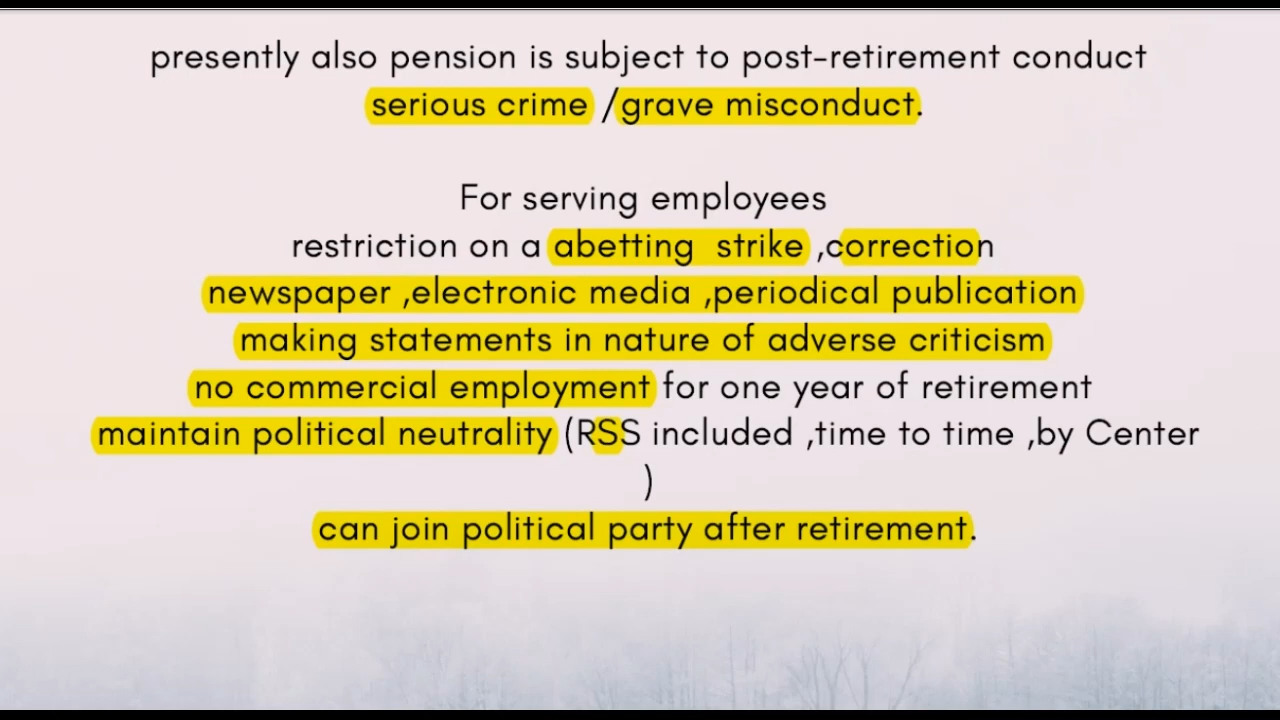 presently also pension is subject to post-retirement conduct
serious crime /grave misconduct.
For serving employees
restriction on a abetting strike ,correction
newspaper ,electronic media ,periodical publication
making statements in nature of adverse criticism
no commercial employment for one year of retirement
maintain political neutrality (RSS included ,time to time ,by Center
)
can join political party after retirement.